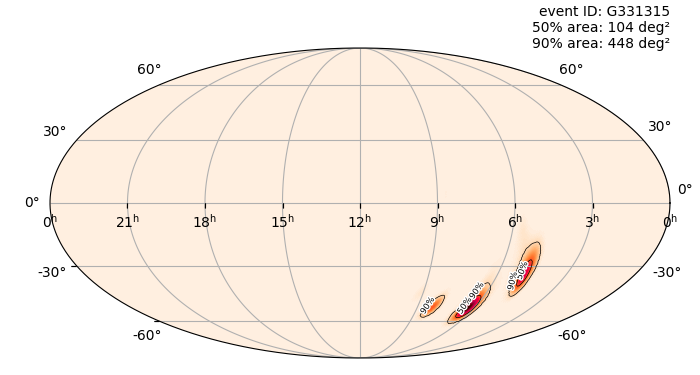 event ID: G331315
50% area: 104 deg²
90% area: 448 deg²
60° 60°
30° 30°
0° 0°
0ʰ 21ʰ 18ʰ 15ʰ 12ʰ 9ʰ 6ʰ 3ʰ 0ʰ
-30° -30°
90% 50%
90% 50% 90%
-60° -60°